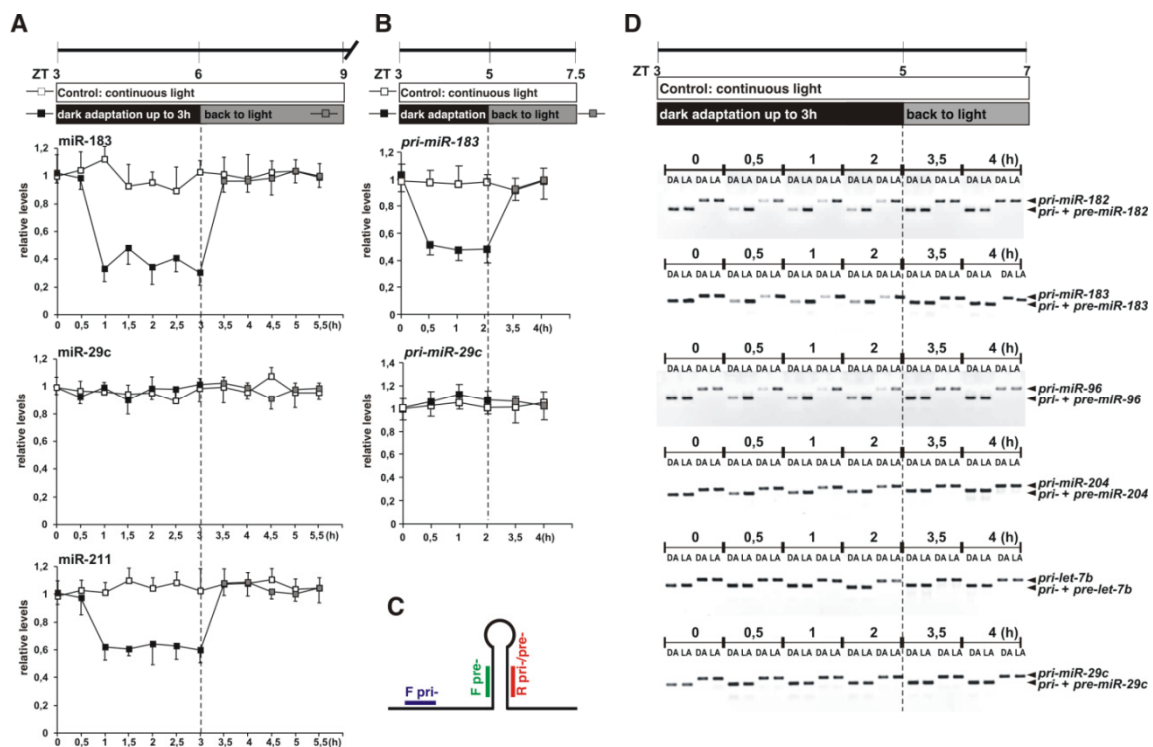 A
ZT 3 6 9
Control: continuous light
dark adaptation up to 3h back to light
miR-183
relative levels
1,2
1
0,8
0,6
0,4
0,2
0
0 0,5 1 1,5 2 2,5 3 3,5 4 4,5 5 5,5(h)
miR-29c
relative levels
1,2
1
0,8
0,6
0,4
0,2
0
0 0,5 1 1,5 2 2,5 3 3,5 4 4,5 5 5,5(h)
miR-211
relative levels
1,2
1
0,8
0,6
0,4
0,2
0
0 0,5 1 1,5 2 2,5 3 3,5 4 4,5 5 5,5(h)
B
3 5 7.5
Control: continuous light
dark adaptation back to light
pri-miR-183
1,2
1
0,8
0,6
0,4
0,2
0
0 0,5 1 2 3,5 4(h)
pri-miR-29c
1,2
1
0,8
0,6
0,4
0,2
0
0 0,5 1 2 3,5 4(h)
C
F pri-
F pre-
R pri-/pre-
D
ZT 3 5 7
Control: continuous light
dark adaptation up to 3h back to light
0 0,5 1 2 3,5 4 (h)
DA LA DA LA DA LA DA LA DA LA DA LA DA LA DA LA DA LA DA LA DA LA DA LA
pri-miR-182
pri- + pre-miR-182
0 0,5 1 2 3,5 4 (h)
DA LA DA LA DA LA DA LA DA LA DA LA DA LA DA LA DA LA DA LA DA LA DA LA
pri-miR-183
pri- + pre-miR-183
0 0,5 1 2 3,5 4 (h)
DA LA DA LA DA LA DA LA DA LA DA LA DA LA DA LA DA LA DA LA DA LA DA LA
pri-miR-96
pri- + pre-miR-96
0 0,5 1 2 3,5 4 (h)
DA LA DA LA DA LA DA LA DA LA DA LA DA LA DA LA DA LA DA LA DA LA DA LA
pri-miR-204
pri- + pre-miR-204
0 0,5 1 2 3,5 4 (h)
DA LA DA LA DA LA DA LA DA LA DA LA DA LA DA LA DA LA DA LA DA LA DA LA
pri-let-7b
pri- + pre-let-7b
0 0,5 1 2 3,5 4 (h)
DA LA DA LA DA LA DA LA DA LA DA LA DA LA DA LA DA LA DA LA DA LA DA LA
pri-miR-29c
pri- + pre-miR-29c